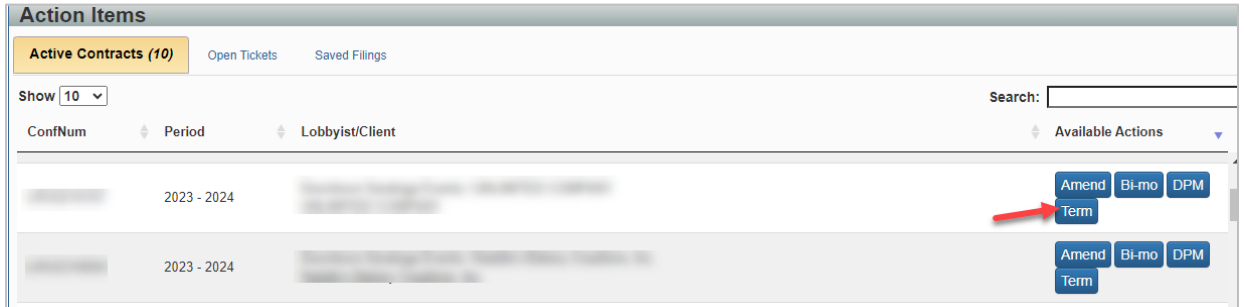 Action Items
Active Contracts (10) Open Tickets Saved Filings
Show 10 Search:
ConfNum Period Lobbyist/Client Available Actions
2023 - 2024 Amend Bi-mo DPM
Term
2023 - 2024 Amend Bi-mo DPM
Term